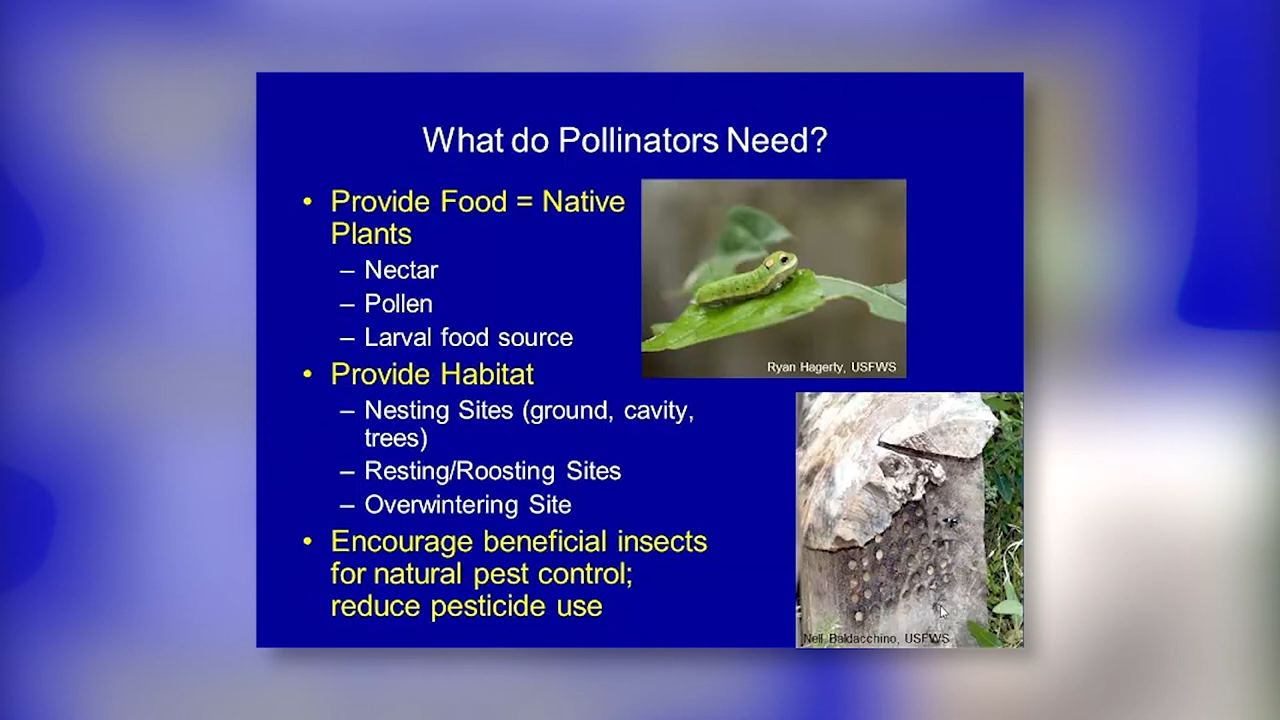 What do Pollinators Need?
• Provide Food = Native
Plants
– Nectar
– Pollen
– Larval food source
• Provide Habitat
– Nesting Sites (ground, cavity,
trees)
– Resting/Roosting Sites
– Overwintering Site
• Encourage beneficial insects
for natural pest control;
reduce pesticide use
Ryan Hagerty, USFWS
Nell Baldacchino, USFWS